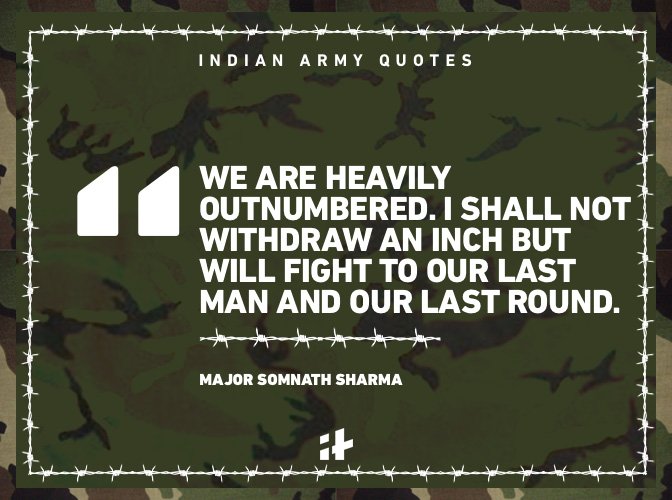 INDIAN ARMY QUOTES
WE ARE HEAVILY
OUTNUMBERED. I SHALL NOT
WITHDRAW AN INCH BUT
WILL FIGHT TO OUR LAST
MAN AND OUR LAST ROUND.
MAJOR SOMNATH SHARMA
it